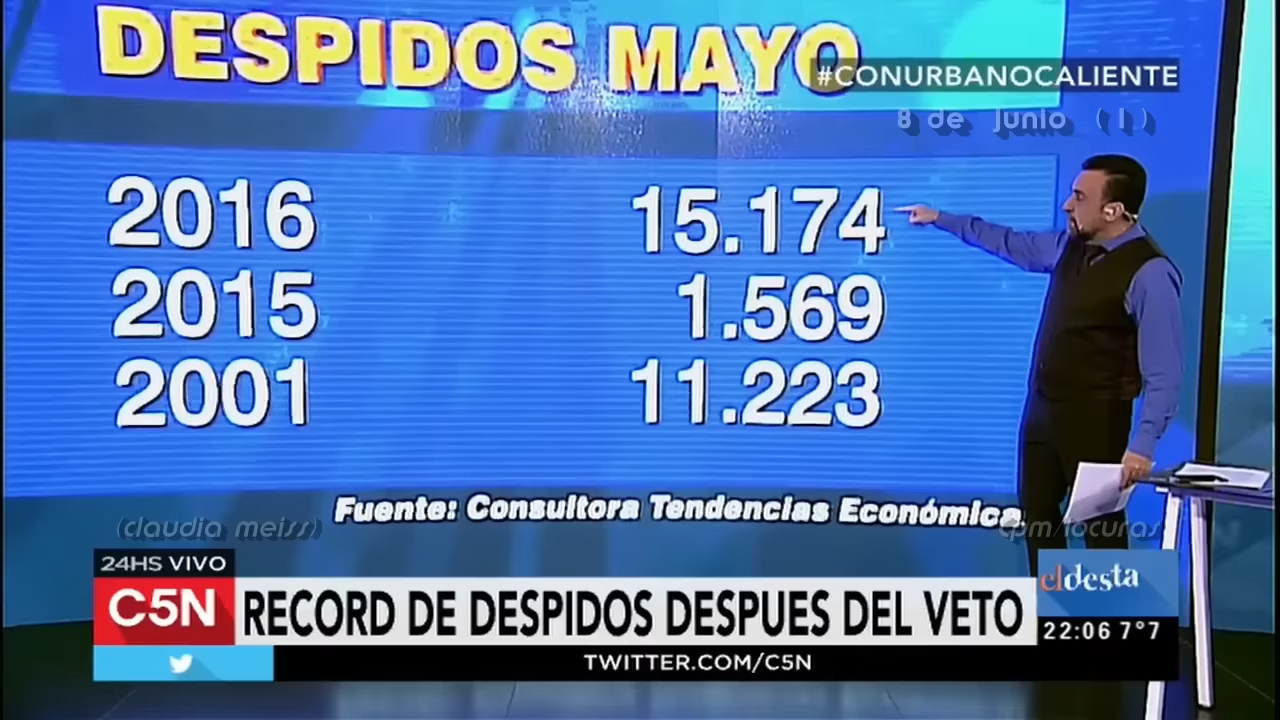 DESPIDOS MAYO
#CONURBANOCALIENTE
8 de Junio (1)
2016 15.174
2015 1.569
2001 11.223
Fuente: Consultora Tendencias Económica
(claudia meiss)
cpm/locuras
24HS VIVO
C5N
RECORD DE DESPIDOS DESPUES DEL VETO
eldesta
22:06 7°7
TWITTER.COM/C5N